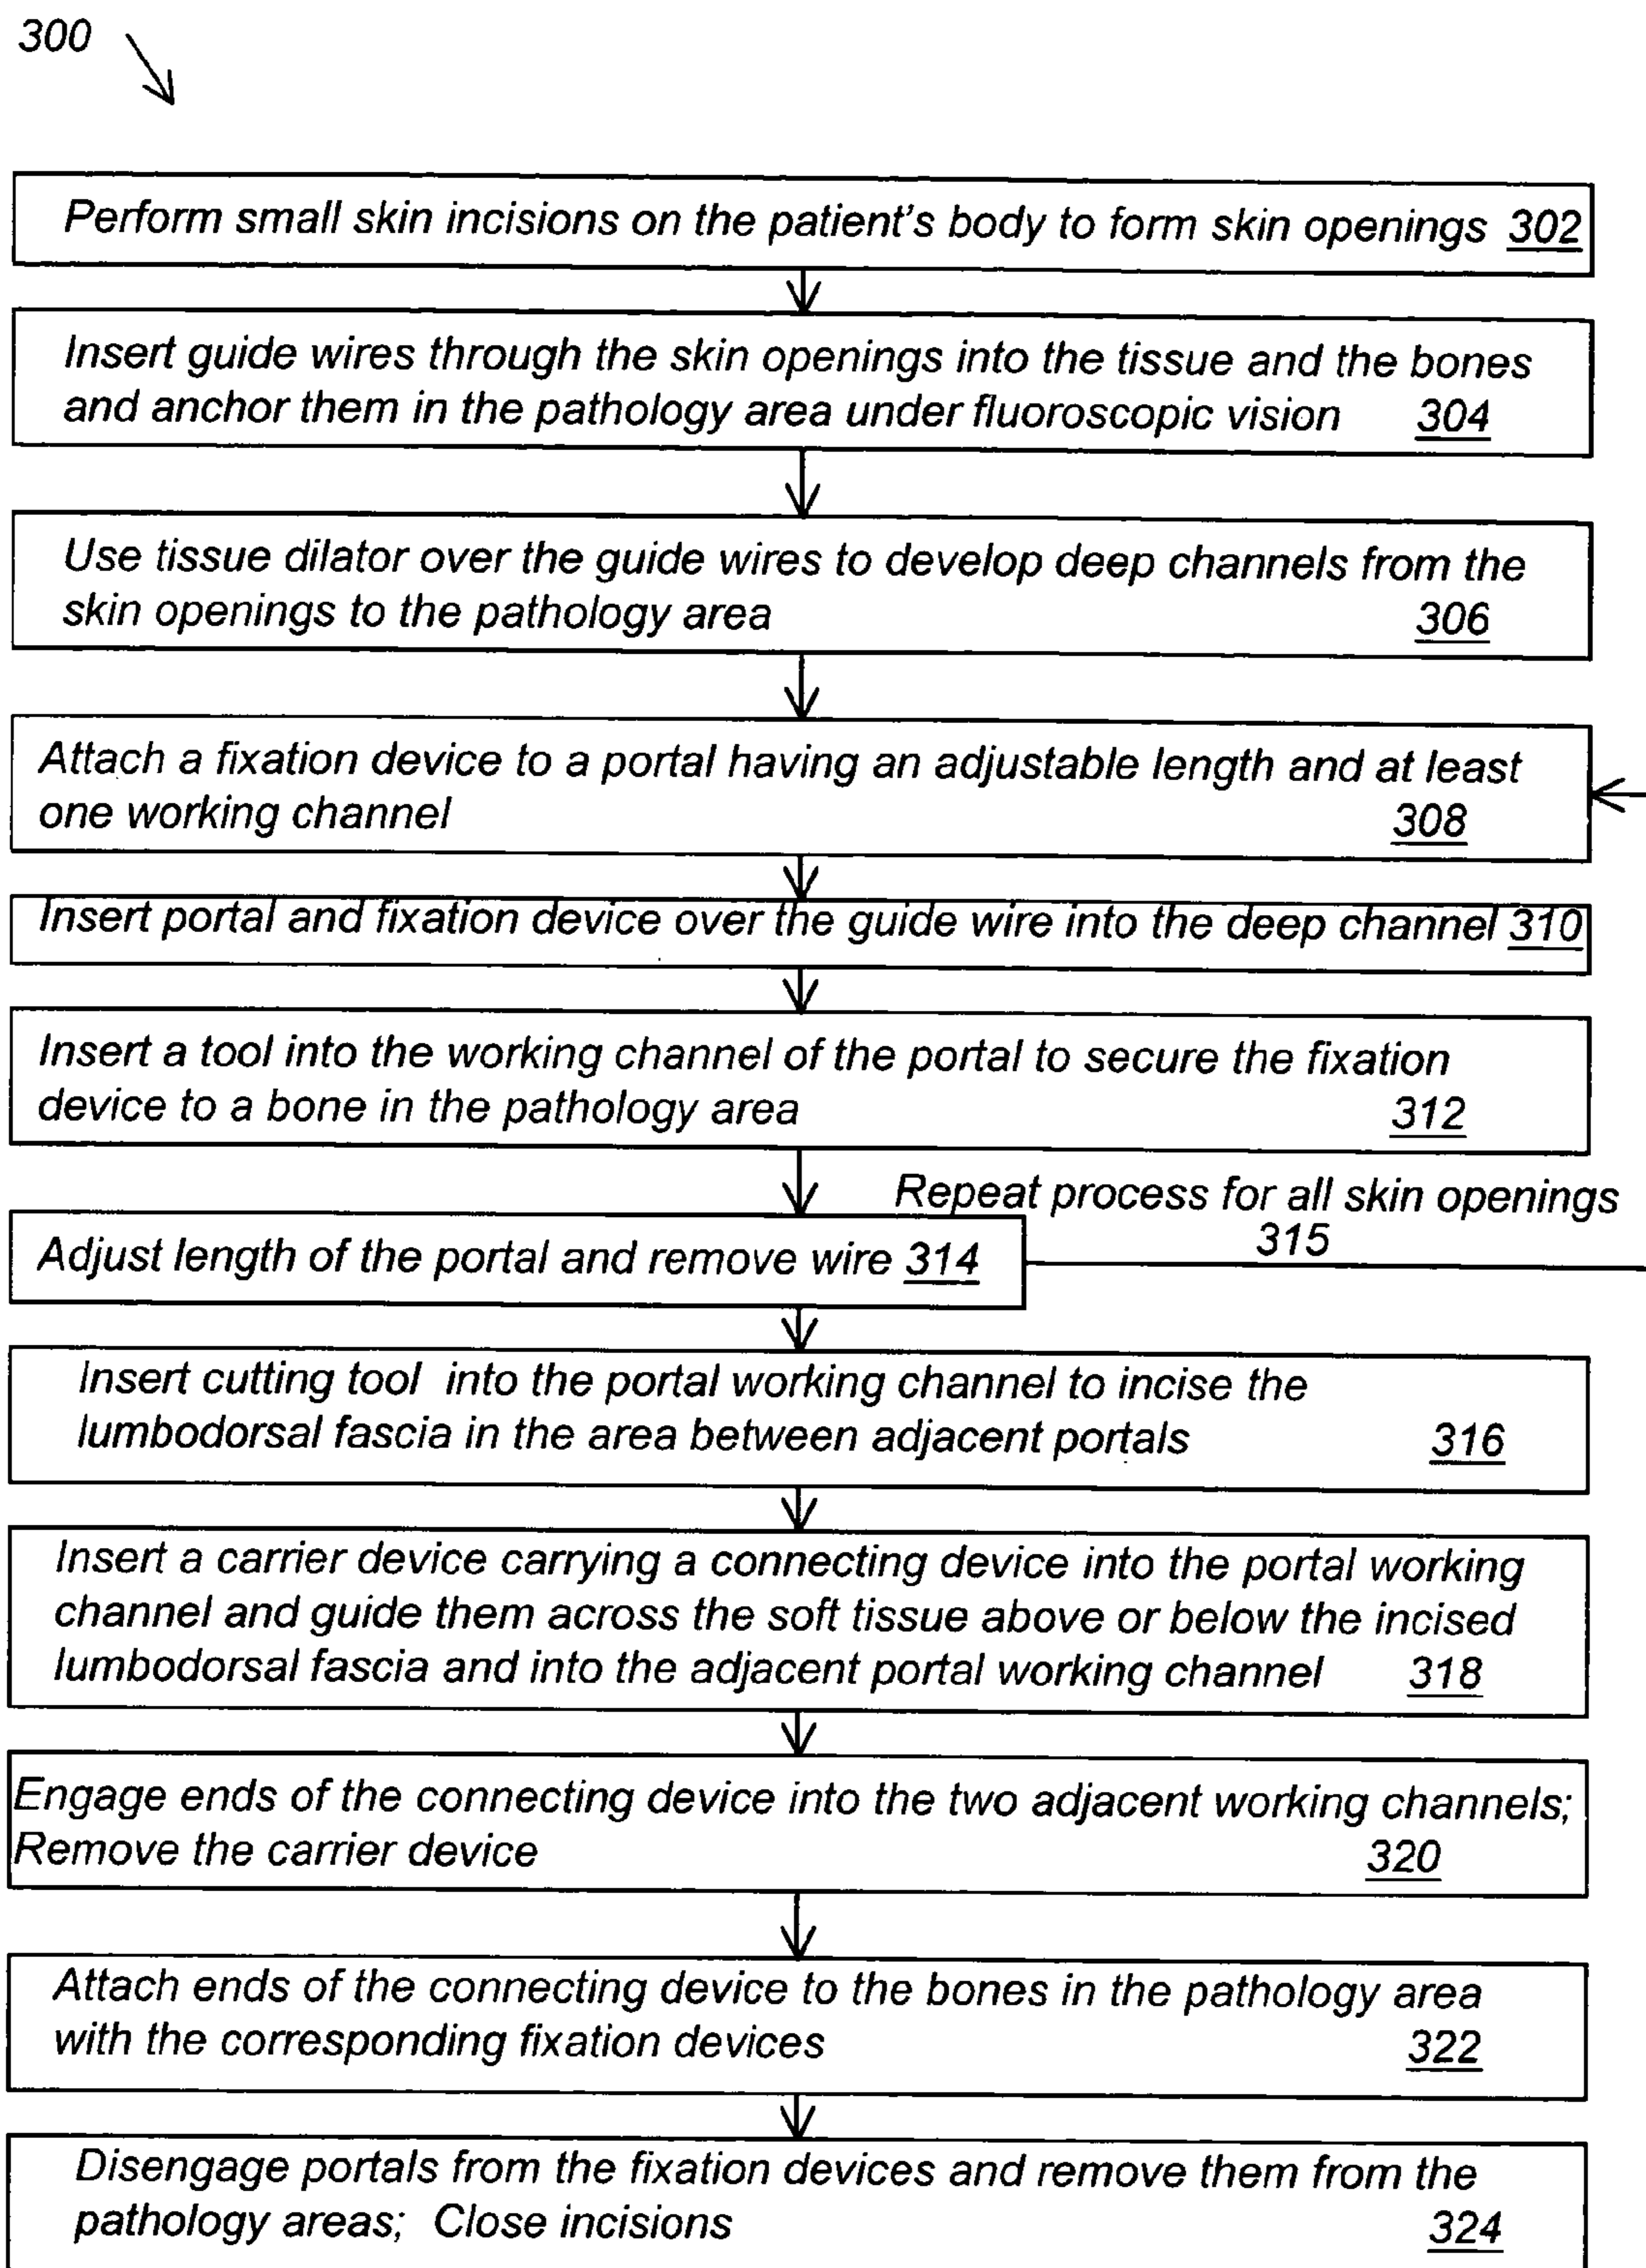 300
Perform small skin incisions on the patient's body to form skin openings 302
Insert guide wires through the skin openings into the tissue and the bones
and anchor them in the pathology area under fluoroscopic vision 304
Use tissue dilator over the guide wires to develop deep channels from the
skin openings to the pathology area 306
Attach a fixation device to a portal having an adjustable length and at least
one working channel 308
Insert portal and fixation device over the guide wire into the deep channel 310
Insert a tool into the working channel of the portal to secure the fixation
device to a bone in the pathology area 312
Repeat process for all skin openings
315
Adjust length of the portal and remove wire 314
Insert cutting tool into the portal working channel to incise the
lumbodorsal fascia in the area between adjacent portals 316
Insert a carrier device carrying a connecting device into the portal working
channel and guide them across the soft tissue above or below the incised
lumbodorsal fascia and into the adjacent portal working channel 318
Engage ends of the connecting device into the two adjacent working channels;
Remove the carrier device 320
Attach ends of the connecting device to the bones in the pathology area
with the corresponding fixation devices 322
Disengage portals from the fixation devices and remove them from the
pathology areas; Close incisions 324